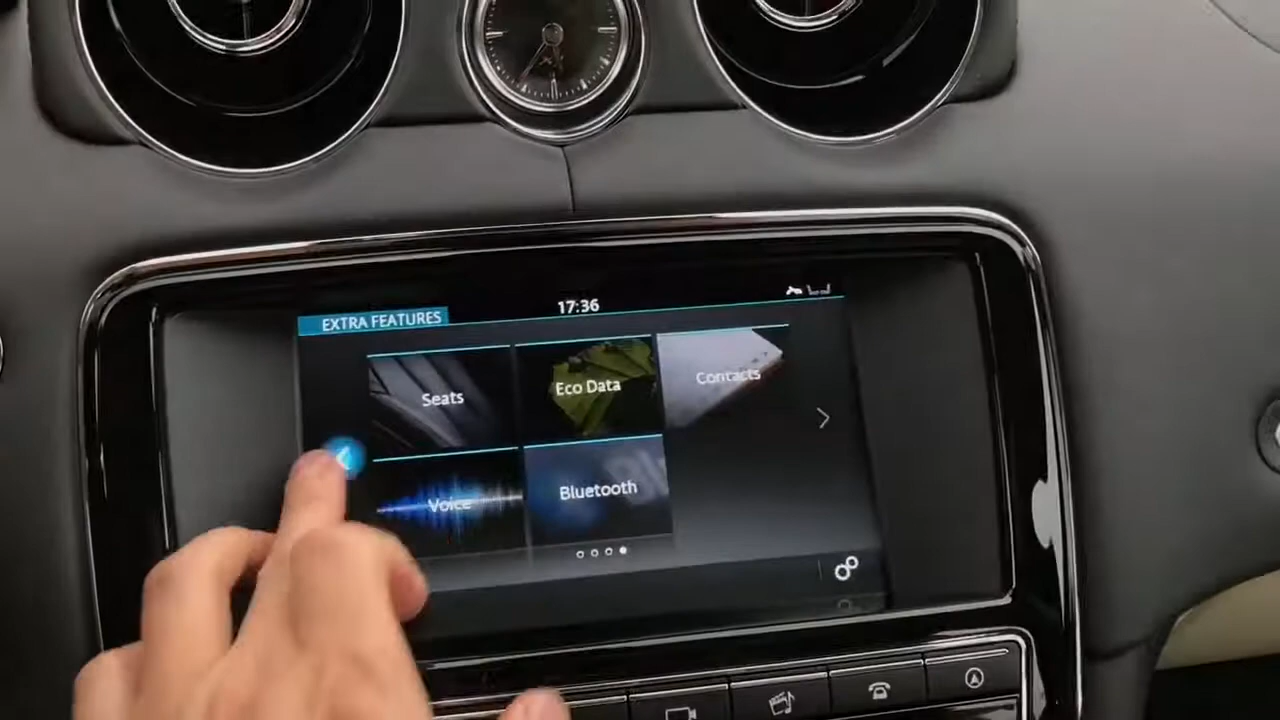 17:36
EXTRA FEATURES
Seats
Eco Data
Contacts
Voice
Bluetooth